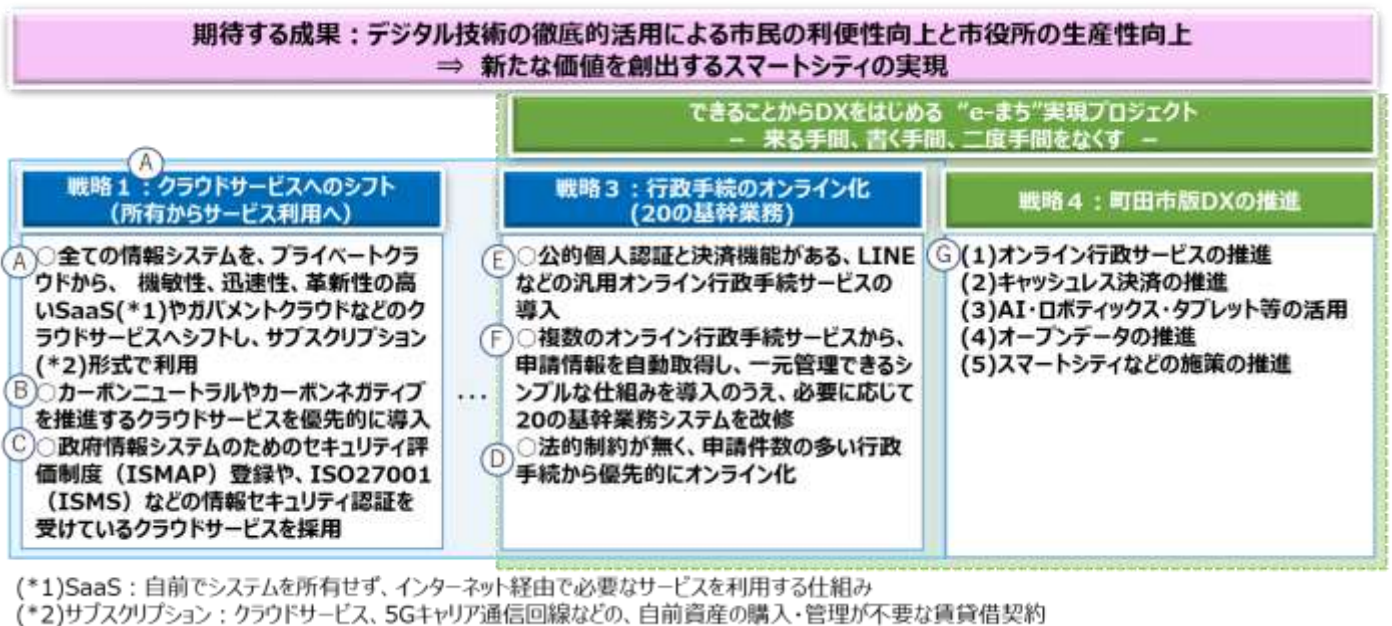 期待する成果：デジタル技術の徹底的活用による市民の利便性向上と市役所の生産性向上
⇒ 新たな価値を創出するスマートシティの実現
できることからDXをはじめる “e-まち”実現プロジェクト
－ 来る手間、書く手間、二度手間をなくす －
A
戦略１：クラウドサービスへのシフト
(所有からサービス利用へ)
A ○全ての情報システムを、プライベートクラ
ウドから、 機敏性、迅速性、革新性の高
いSaaS(*1)やガバメントクラウドなどのク
ラウドサービスへシフトし、サブスクリプション
(*2)形式で利用
B ○カーボンニュートラルやカーボンネガティブ
を推進するクラウドサービスを優先的に導入
C ○政府情報システムのためのセキュリティ評
価制度（ISMAP）登録や、ISO27001
（ISMS）などの情報セキュリティ認証を
受けているクラウドサービスを採用
…
戦略３：行政手続のオンライン化
(20の基幹業務)
E ○公的個人認証と決済機能がある、LINE
などの汎用オンライン行政手続サービスの
導入
F ○複数のオンライン行政手続サービスから、
申請情報を自動取得し、一元管理できるシ
ンプルな仕組みを導入のうえ、必要に応じて
20の基幹業務システムを改修
D ○法的制約が無く、申請件数の多い行政
手続から優先的にオンライン化
戦略４：町田市版DXの推進
G (1)オンライン行政サービスの推進
(2)キャッシュレス決済の推進
(3)AI・ロボティックス・タブレット等の活用
(4)オープンデータの推進
(5)スマートシティなどの施策の推進
(*1)SaaS：自前でシステムを所有せず、インターネット経由で必要なサービスを利用する仕組み
(*2)サブスクリプション：クラウドサービス、5Gキャリア通信回線などの、自前資産の購入・管理が不要な賃貸借契約